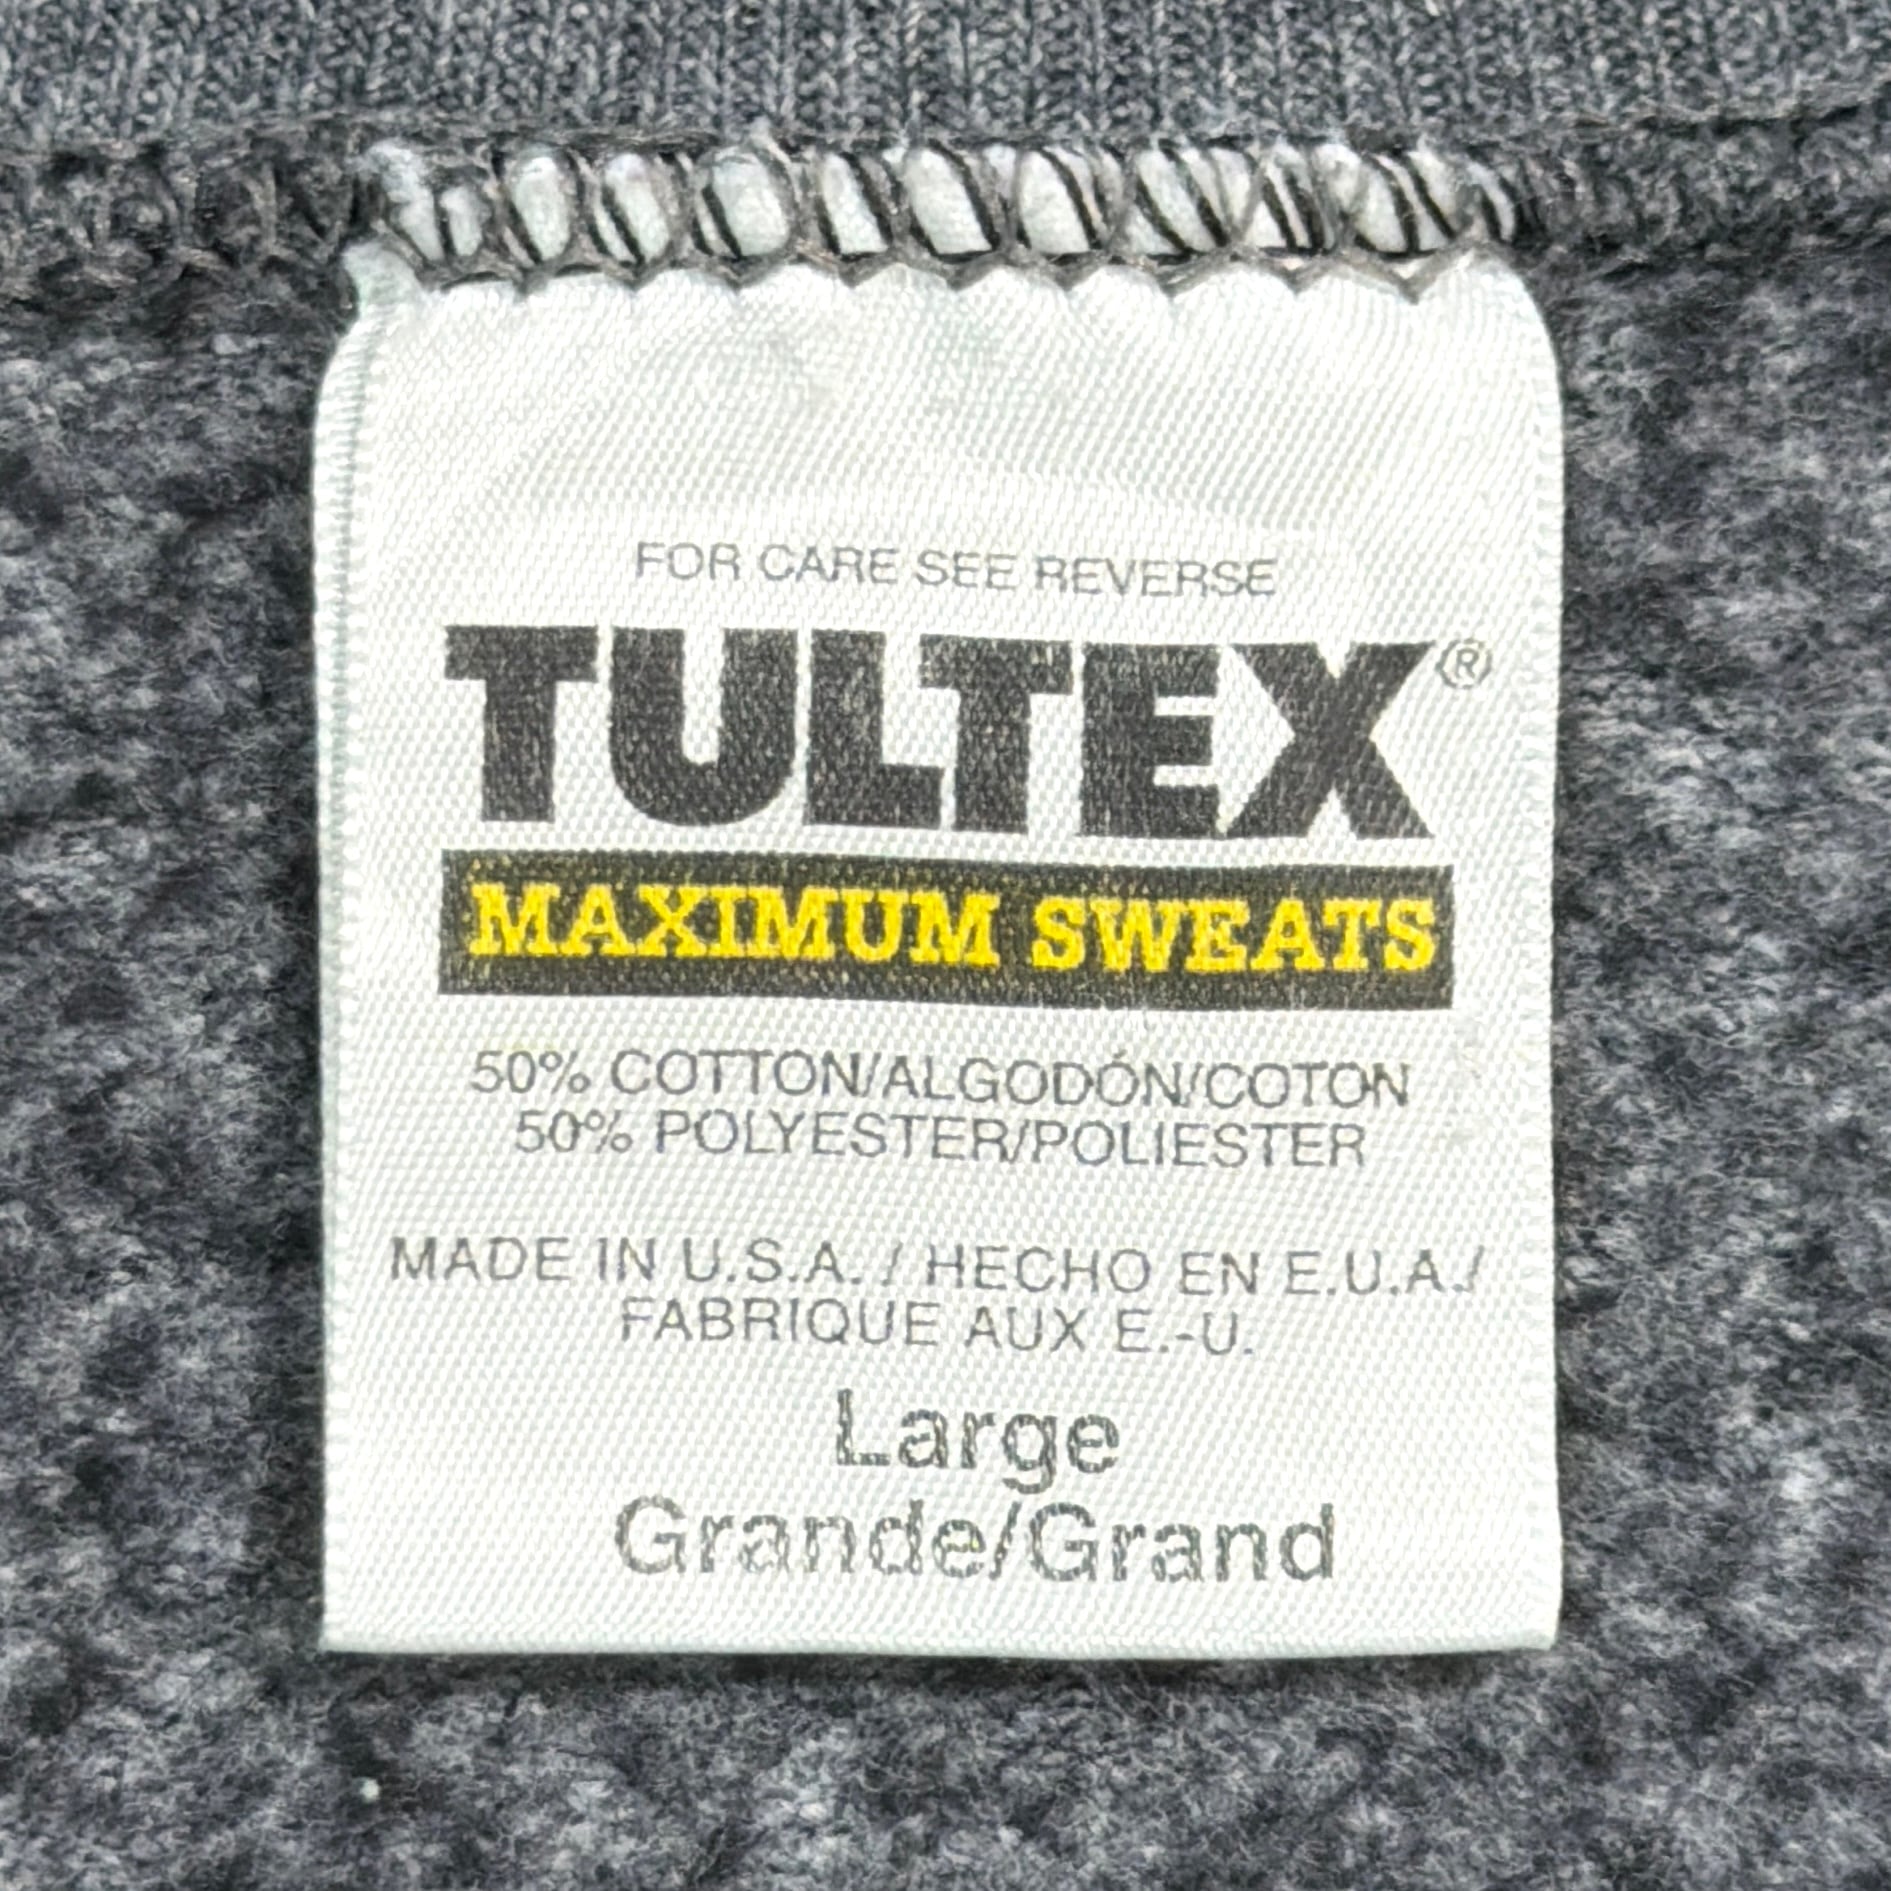 FOR CARE SEE REVERSE
TULTEX®
MAXIMUM SWEATS
50% COTTON/ALGODÓN/COTON
50% POLYESTER/POLIESTER
MADE IN U.S.A. / HECHO EN E.U.A./
FABRIQUE AUX E.-U.
Large
Grande/Grand